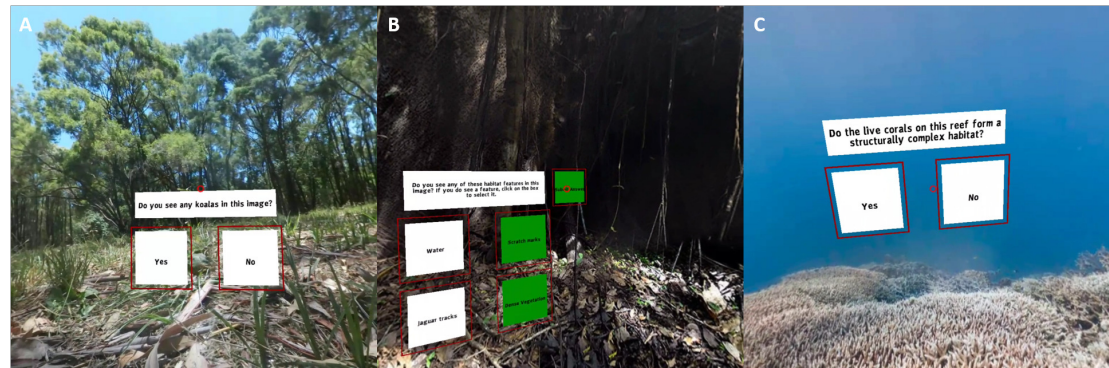 A
Do you see any koalas in this image?
Yes
No
B
Do you see any of these habitat features in this
image? If you do see a feature, click on the box
to select it.
Water
Scratch marks
Jaguar tracks
Dense Vegetation
C
Do the live corals on this reef form a
structurally complex habitat?
Yes
No